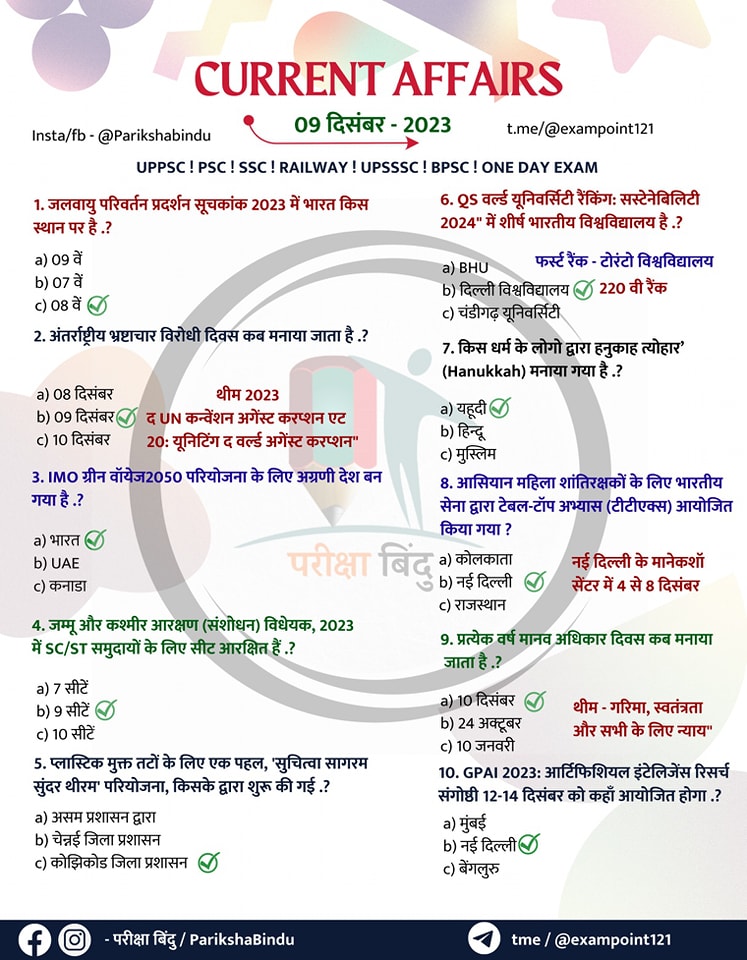 CURRENT AFFAIRS
Insta/fb - @Parikshabindu
09 दिसंबर - 2023
t.me/@exampoint121
UPPSC ! PSC ! SSC ! RAILWAY ! UPSSSC ! BPSC ! ONE DAY EXAM
1. जलवायु परिवर्तन प्रदर्शन सूचकांक 2023 में भारत किस
स्थान पर है .?
a) 09 वें
b) 07 वें
c) 08 वें
2. अंतर्राष्ट्रीय भ्रष्टाचार विरोधी दिवस कब मनाया जाता है .?
a) 08 दिसंबर
b) 09 दिसंबर
c) 10 दिसंबर
थीम 2023
द UN कन्वेंशन अगेंस्ट करप्शन एट
20: यूनिटिंग द वर्ल्ड अगेंस्ट करप्शन"
3. IMO ग्रीन वॉयेज2050 परियोजना के लिए अग्रणी देश बन
गया है .?
a) भारत
b) UAE
c) कनाडा
4. जम्मू और कश्मीर आरक्षण (संशोधन) विधेयक, 2023
में SC/ST समुदायों के लिए सीट आरक्षित हैं .?
a) 7 सीटें
b) 9 सीटें
c) 10 सीटें
5. प्लास्टिक मुक्त तटों के लिए एक पहल, 'सुचित्वा सागरम
सुंदर थीरम' परियोजना, किसके द्वारा शुरू की गई .?
a) असम प्रशासन द्वारा
b) चेन्नई जिला प्रशासन
c) कोझिकोड जिला प्रशासन
6. QS वर्ल्ड यूनिवर्सिटी रैंकिंग: सस्टेनेबिलिटी
2024" में शीर्ष भारतीय विश्वविद्यालय है .?
a) BHU
फर्स्ट रैंक - टोरंटो विश्वविद्यालय
b) दिल्ली विश्वविद्यालय
220 वी रैंक
c) चंडीगढ़ यूनिवर्सिटी
7. किस धर्म के लोगो द्वारा हनुकाह त्योहार’
(Hanukkah) मनाया गया है .?
a) यहूदी
b) हिन्दू
c) मुस्लिम
8. आसियान महिला शांतिरक्षकों के लिए भारतीय
सेना द्वारा टेबल-टॉप अभ्यास (टीटीएक्स) आयोजित
किया गया ?
a) कोलकाता
b) नई दिल्ली
c) राजस्थान
नई दिल्ली के मानेकशॉ
सेंटर में 4 से 8 दिसंबर
9. प्रत्येक वर्ष मानव अधिकार दिवस कब मनाया
जाता है .?
a) 10 दिसंबर
b) 24 अक्टूबर
c) 10 जनवरी
थीम - गरिमा, स्वतंत्रता
और सभी के लिए न्याय"
10. GPAI 2023: आर्टिफिशियल इंटेलिजेंस रिसर्च
संगोष्ठी 12-14 दिसंबर को कहाँ आयोजित होगा .?
a) मुंबई
b) नई दिल्ली
c) बेंगलुरु
परीक्षा बिंदु
- परीक्षा बिंदु / ParikshaBindu
tme / @exampoint121